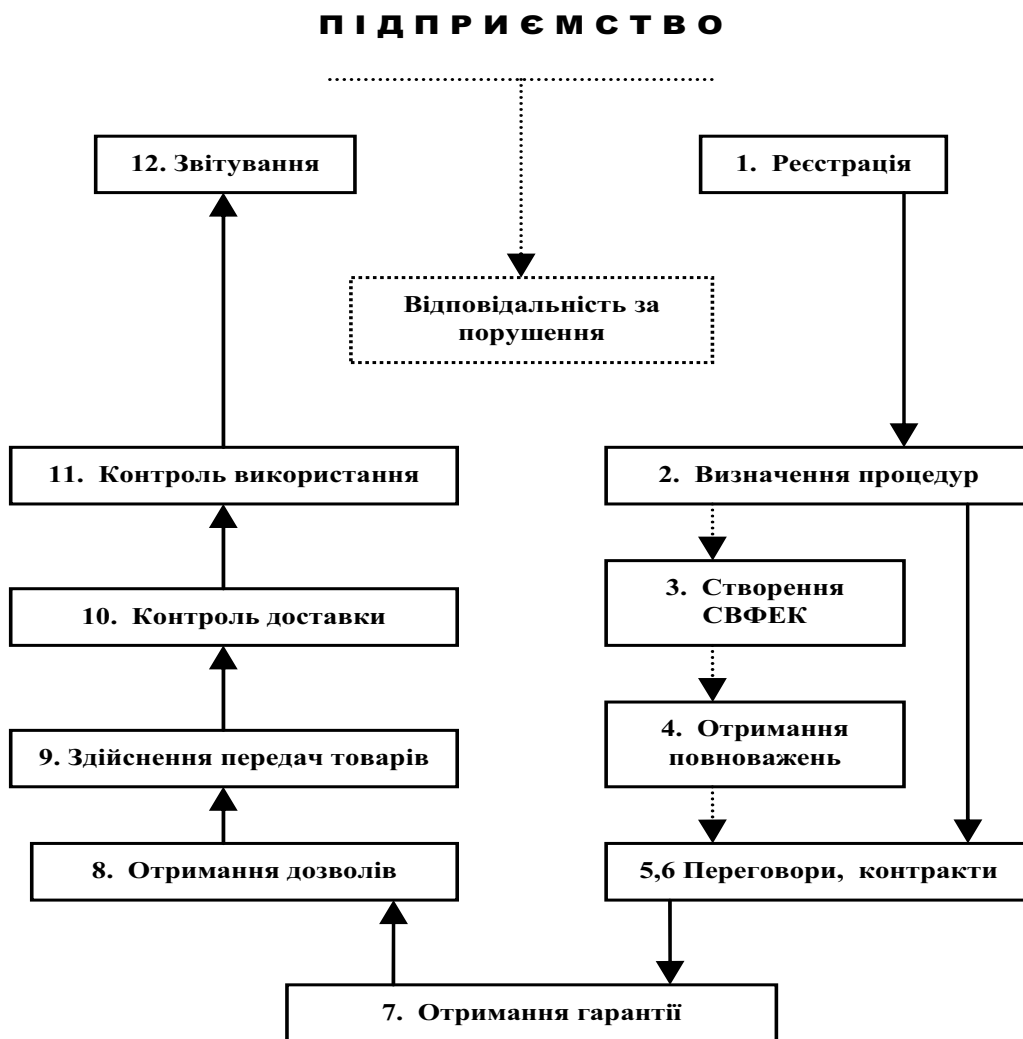 ПІДПРИЄМСТВО
12. Звітування
1. Реєстрація
Відповідальність за
порушення
11. Контроль використання
2. Визначення процедур
3. Створення
СВФЕК
10. Контроль доставки
4. Отримання
повноважень
9. Здійснення передач товарів
8. Отримання дозволів
5,6 Переговори, контракти
7. Отримання гарантії